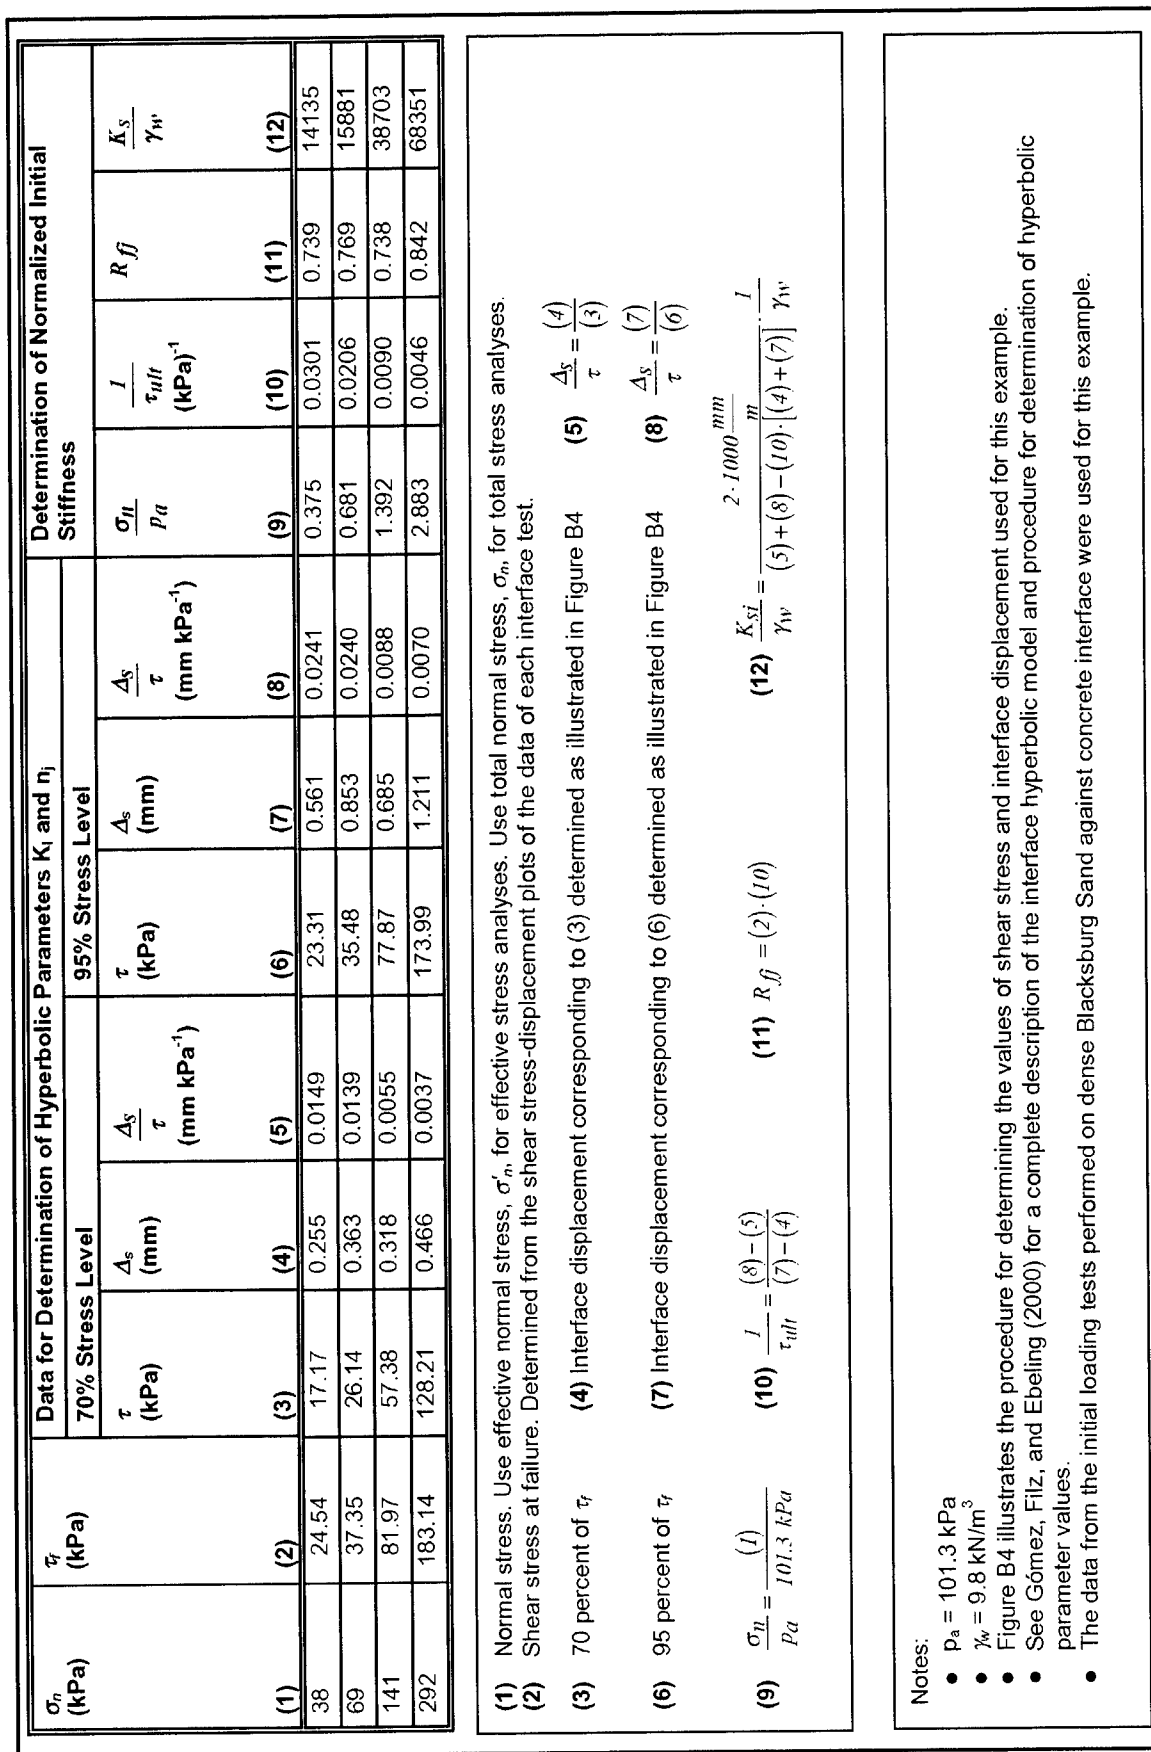 Data for Determination of Hyperbolic Parameters Kⱼ and nⱼ
Determination of Normalized Initial Stiffness
70% Stress Level
95% Stress Level
σn (kPa) | τf (kPa) | τ (kPa) | Δs (mm) | Δs/τ (mm kPa⁻¹) | τ (kPa) | Δs (mm) | Δs/τ (mm kPa⁻¹) | σn/pa | 1/τult (kPa)⁻¹ | Rfj | Ks/γw
(1) | (2) | (3) | (4) | (5) | (6) | (7) | (8) | (9) | (10) | (11) | (12)
38 | 24.54 | 17.17 | 0.255 | 0.0149 | 23.31 | 0.561 | 0.0241 | 0.375 | 0.0301 | 0.739 | 14135
69 | 37.35 | 26.14 | 0.363 | 0.0139 | 35.48 | 0.853 | 0.0240 | 0.681 | 0.0206 | 0.769 | 15881
141 | 81.97 | 57.38 | 0.318 | 0.0055 | 77.87 | 0.685 | 0.0088 | 1.392 | 0.0090 | 0.738 | 38703
292 | 183.14 | 128.21 | 0.466 | 0.0037 | 173.99 | 1.211 | 0.0070 | 2.883 | 0.0046 | 0.842 | 68351
(1) Normal stress. Use effective normal stress, σ'n, for effective stress analyses. Use total normal stress, σn, for total stress analyses.
(2) Shear stress at failure. Determined from the shear stress-displacement plots of the data of each interface test.
(3) 70 percent of τf (4) Interface displacement corresponding to (3) determined as illustrated in Figure B4 (5) Δs/τ = (4)/(3)
(6) 95 percent of τf (7) Interface displacement corresponding to (6) determined as illustrated in Figure B4 (8) Δs/τ = (7)/(6)
(9) σn/pa = (1)/101.3 kPa (10) 1/τult = (8)−(5)/(7)−(4) (11) Rfj = (2)·(10) (12) Ksi/γw = 2·1000 mm/m / (5)+(8)−(10)·[(4)+(7)] · 1/γw
Notes:
• pa = 101.3 kPa
• γw = 9.8 kN/m³
• Figure B4 illustrates the procedure for determining the values of shear stress and interface displacement used for this example.
• See Gómez, Filz, and Ebeling (2000) for a complete description of the interface hyperbolic model and procedure for determination of hyperbolic
parameter values.
• The data from the initial loading tests performed on dense Blacksburg Sand against concrete interface were used for this example.